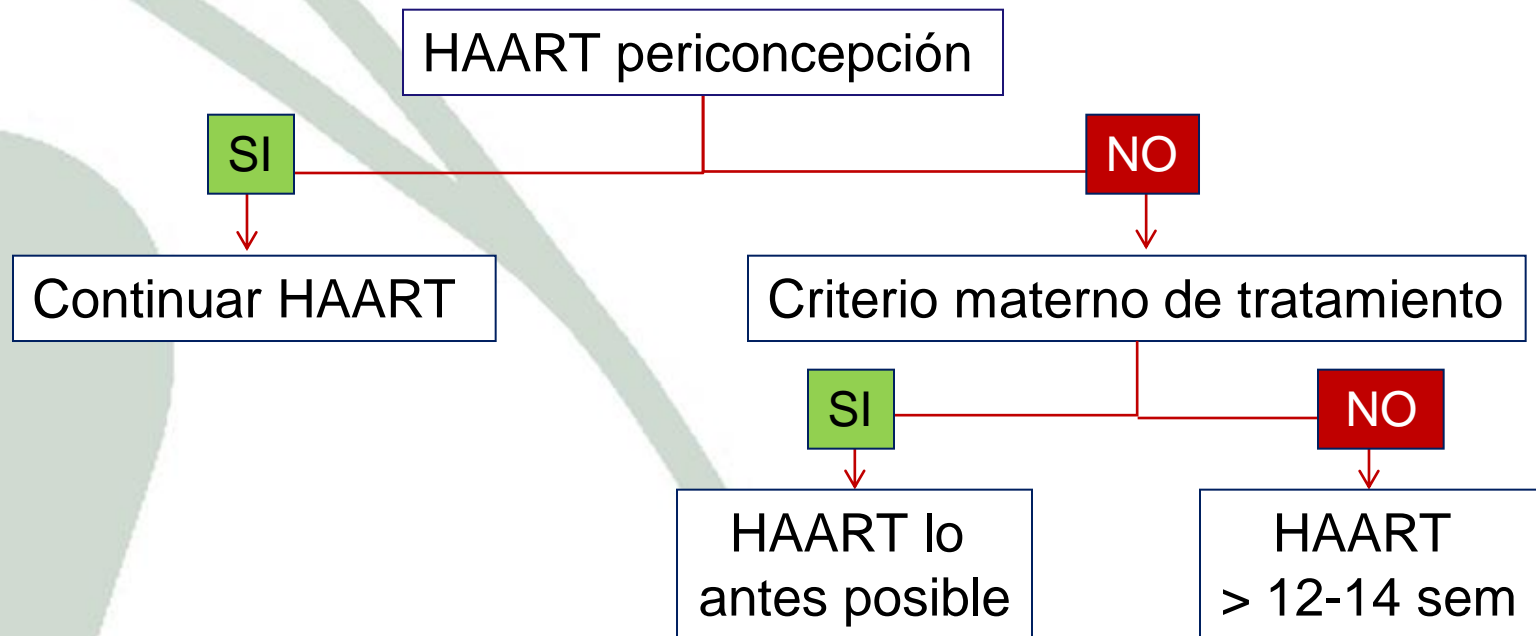 HAART periconcepción
SI
NO
Continuar HAART
Criterio materno de tratamiento
SI
NO
HAART lo
antes posible
HAART
> 12-14 sem